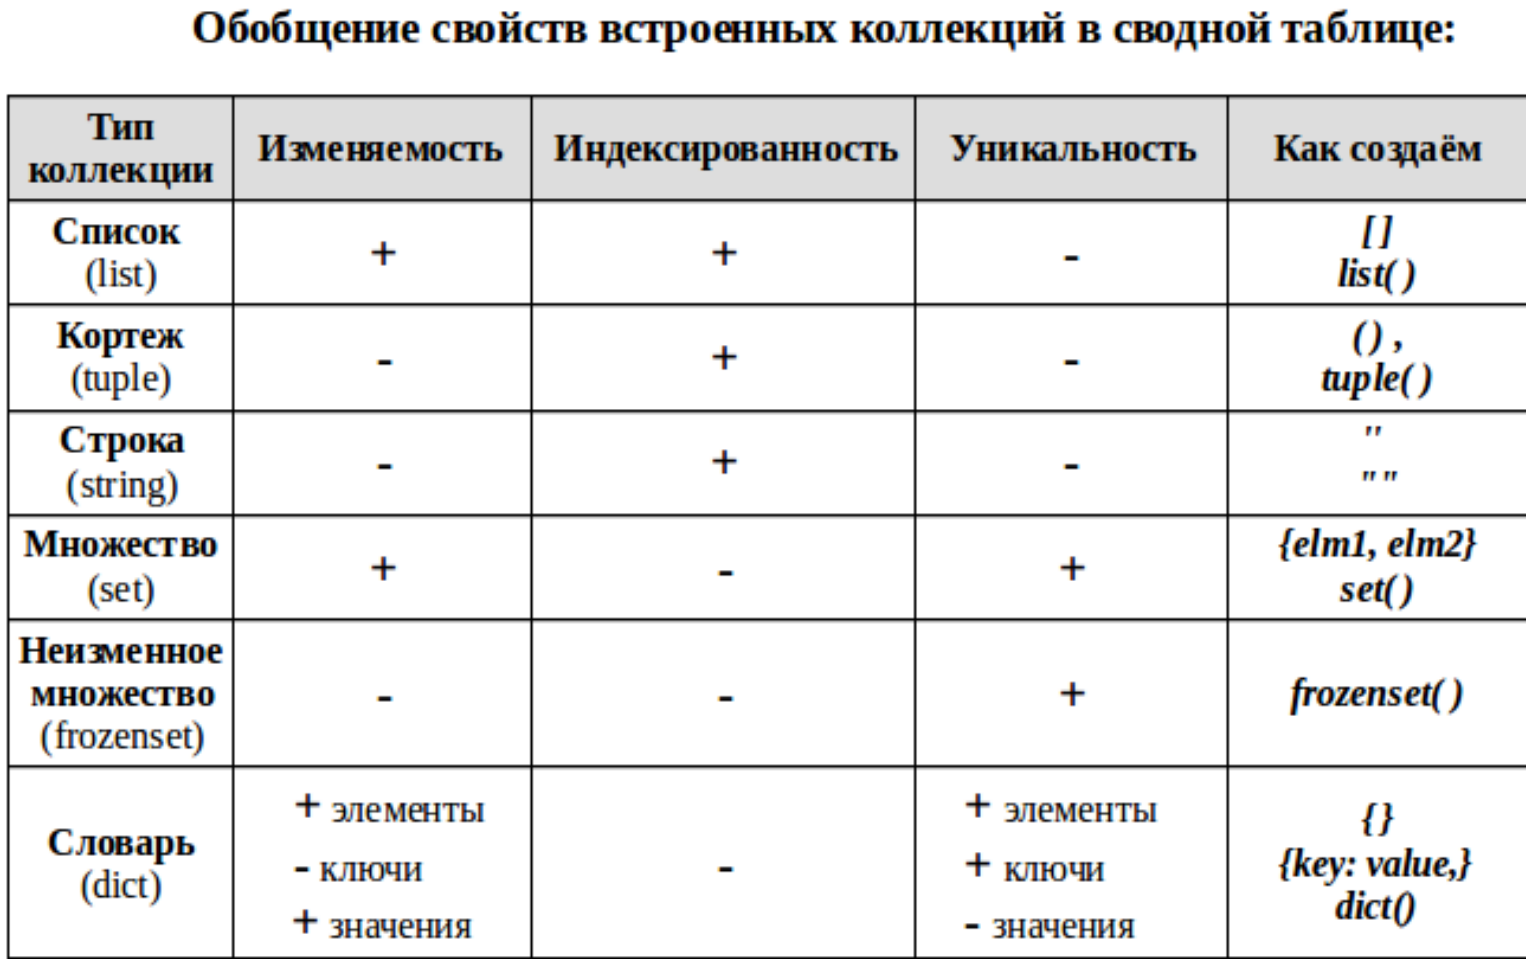 Обобщение свойств встроенных коллекций в сводной таблице:
Тип коллекции Изменяемость Индексированность Уникальность Как создаём
Список (list) + + - [ ] list( )
Кортеж (tuple) - + - ( ) , tuple( )
Строка (string) - + - '' ""
Множество (set) + - + {elm1, elm2} set( )
Неизменное множество (frozenset) - - + frozenset( )
Словарь (dict) + элементы - ключи + значения - + элементы + ключи - значения {} {key: value,} dict()